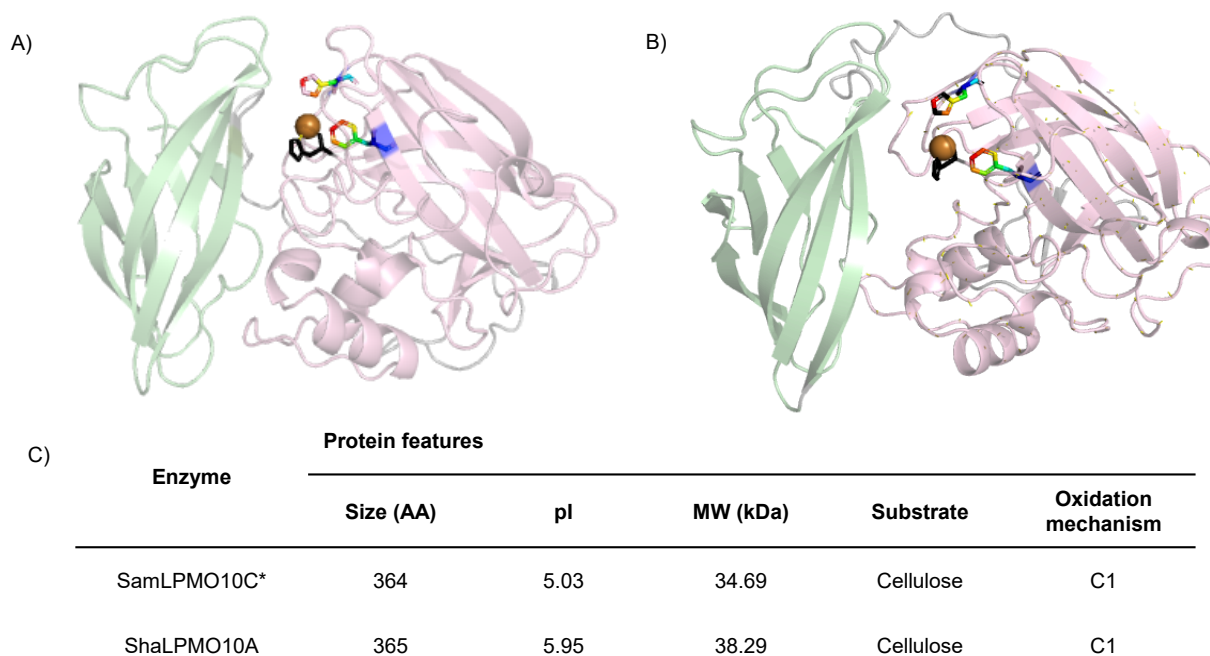 A)
B)
C)
Protein features
Enzyme
Size (AA) pI MW (kDa) Substrate Oxidation
mechanism
SamLPMO10C* 364 5.03 34.69 Cellulose C1
ShaLPMO10A 365 5.95 38.29 Cellulose C1